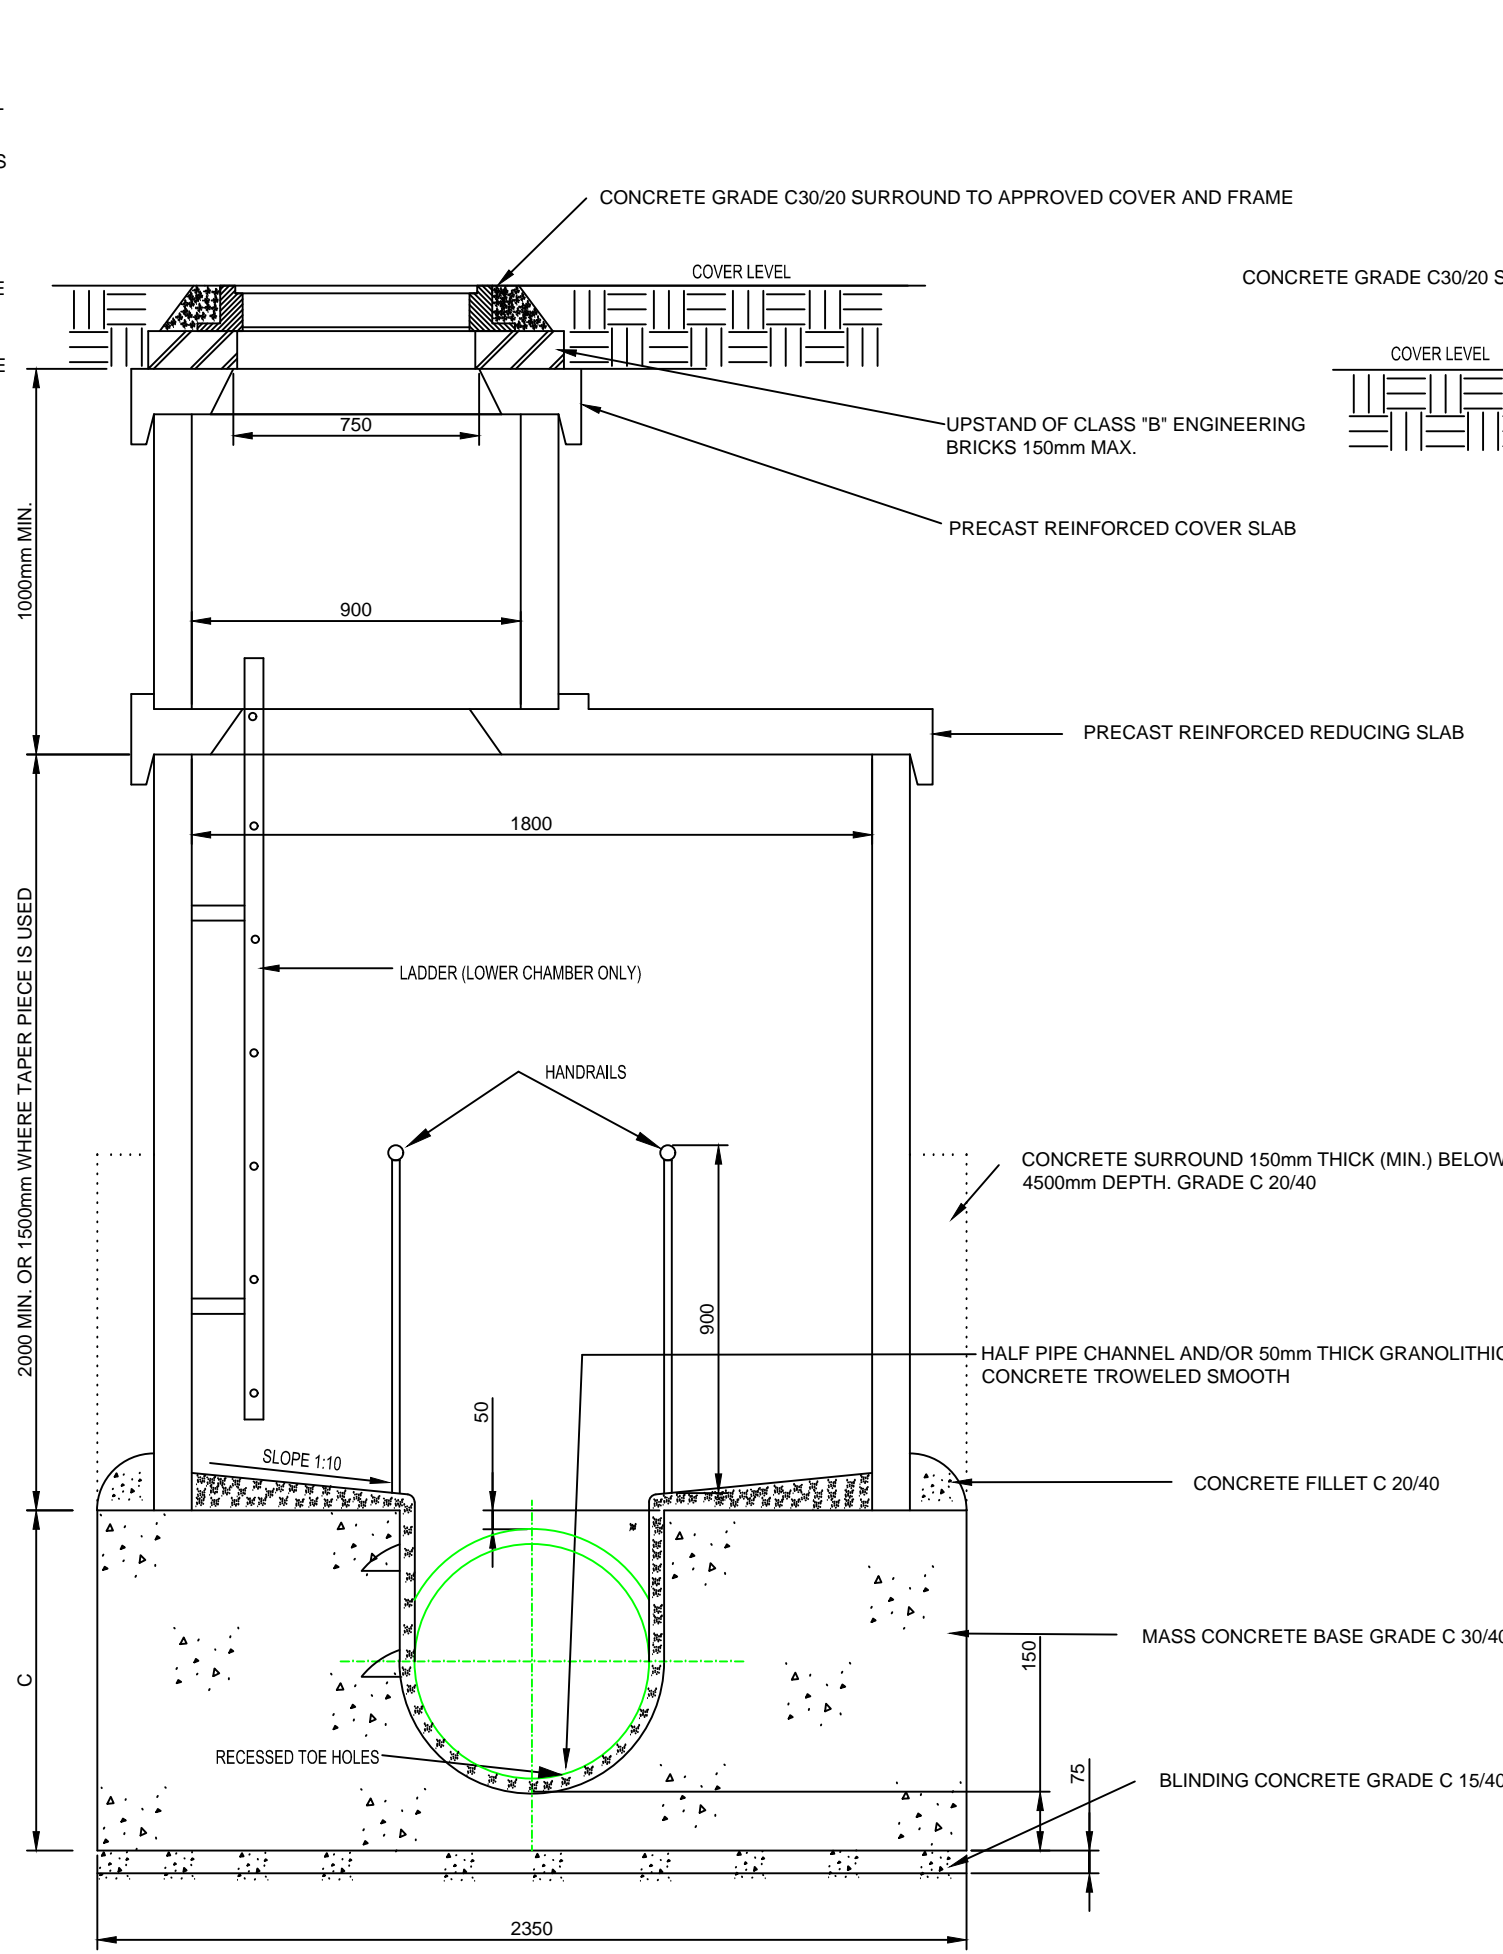 S
CONCRETE GRADE C30/20 SURROUND TO APPROVED COVER AND FRAME
COVER LEVEL
CONCRETE GRADE C30/20 S
E
COVER LEVEL
E
750
UPSTAND OF CLASS "B" ENGINEERING
BRICKS 150mm MAX.
1000mm MIN.
PRECAST REINFORCED COVER SLAB
900
PRECAST REINFORCED REDUCING SLAB
1800
2000 MIN. OR 1500mm WHERE TAPER PIECE IS USED
LADDER (LOWER CHAMBER ONLY)
HANDRAILS
CONCRETE SURROUND 150mm THICK (MIN.) BELOW
4500mm DEPTH. GRADE C 20/40
900
HALF PIPE CHANNEL AND/OR 50mm THICK GRANOLITHIC
CONCRETE TROWELED SMOOTH
50
SLOPE 1:10
CONCRETE FILLET C 20/40
MASS CONCRETE BASE GRADE C 30/40
150
C
RECESSED TOE HOLES
75
BLINDING CONCRETE GRADE C 15/40
2350